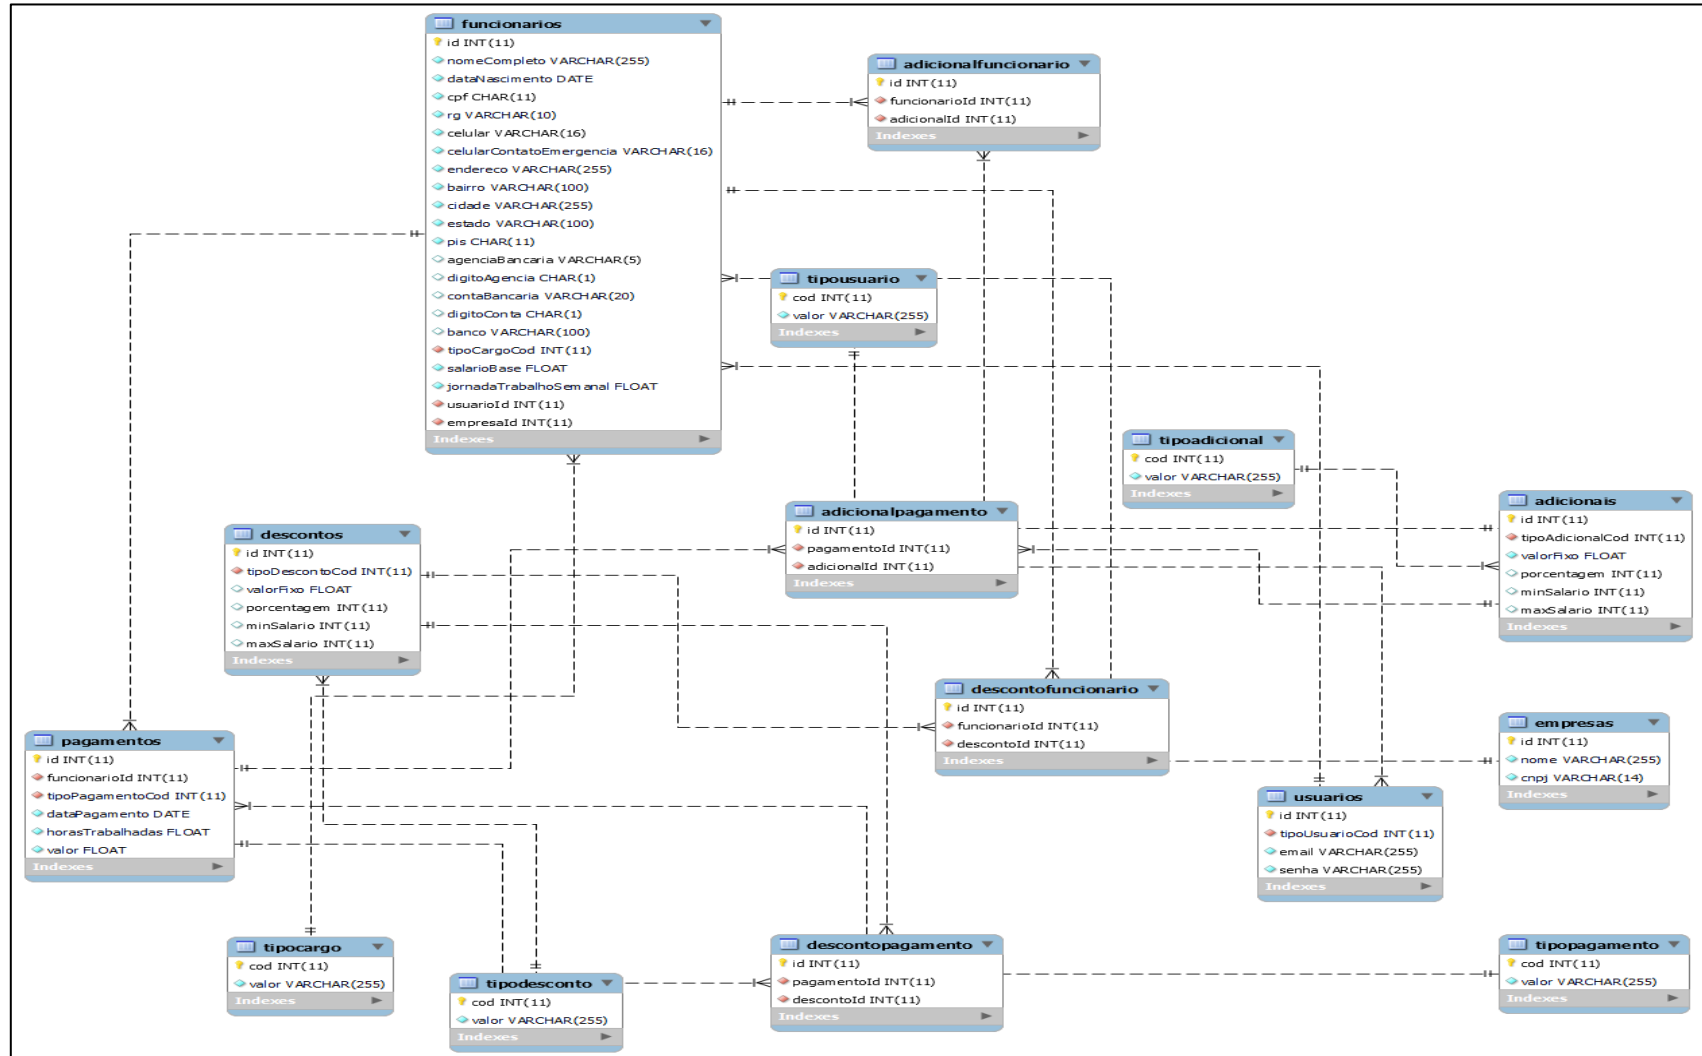 funcionarios
id INT(11)
nomeCompleto VARCHAR(255)
dataNascimento DATE
cpf CHAR(11)
rg VARCHAR(10)
celular VARCHAR(16)
celularContatoEmergencia VARCHAR(16)
endereco VARCHAR(255)
bairro VARCHAR(100)
cidade VARCHAR(255)
estado VARCHAR(100)
pis CHAR(11)
agenciaBancaria VARCHAR(5)
digitoAgencia CHAR(1)
contaBancaria VARCHAR(20)
digitoConta CHAR(1)
banco VARCHAR(100)
tipoCargoCod INT(11)
salarioBase FLOAT
jornadaTrabalhoSemanal FLOAT
usuarioId INT(11)
empresaId INT(11)
Indexes
adicionalfuncionario
id INT(11)
funcionarioId INT(11)
adicionalId INT(11)
Indexes
tipousuario
cod INT(11)
valor VARCHAR(255)
Indexes
tipoadicional
cod INT(11)
valor VARCHAR(255)
Indexes
adicionais
id INT(11)
tipoAdicionalCod INT(11)
valorFixo FLOAT
porcentagem INT(11)
minSalario INT(11)
maxSalario INT(11)
Indexes
adicionalpagamento
id INT(11)
pagamentoId INT(11)
adicionalId INT(11)
Indexes
descontos
id INT(11)
tipoDescontoCod INT(11)
valorFixo FLOAT
porcentagem INT(11)
minSalario INT(11)
maxSalario INT(11)
Indexes
descontofuncionario
id INT(11)
funcionarioId INT(11)
descontoId INT(11)
Indexes
empresas
id INT(11)
nome VARCHAR(255)
cnpj VARCHAR(14)
Indexes
pagamentos
id INT(11)
funcionarioId INT(11)
tipoPagamentoCod INT(11)
dataPagamento DATE
horasTrabalhadas FLOAT
valor FLOAT
Indexes
usuarios
id INT(11)
tipoUsuarioCod INT(11)
email VARCHAR(255)
senha VARCHAR(255)
Indexes
tipocargo
cod INT(11)
valor VARCHAR(255)
Indexes
tipodesconto
cod INT(11)
valor VARCHAR(255)
Indexes
descontopagamento
id INT(11)
pagamentoId INT(11)
descontoId INT(11)
Indexes
tipopagamento
cod INT(11)
valor VARCHAR(255)
Indexes